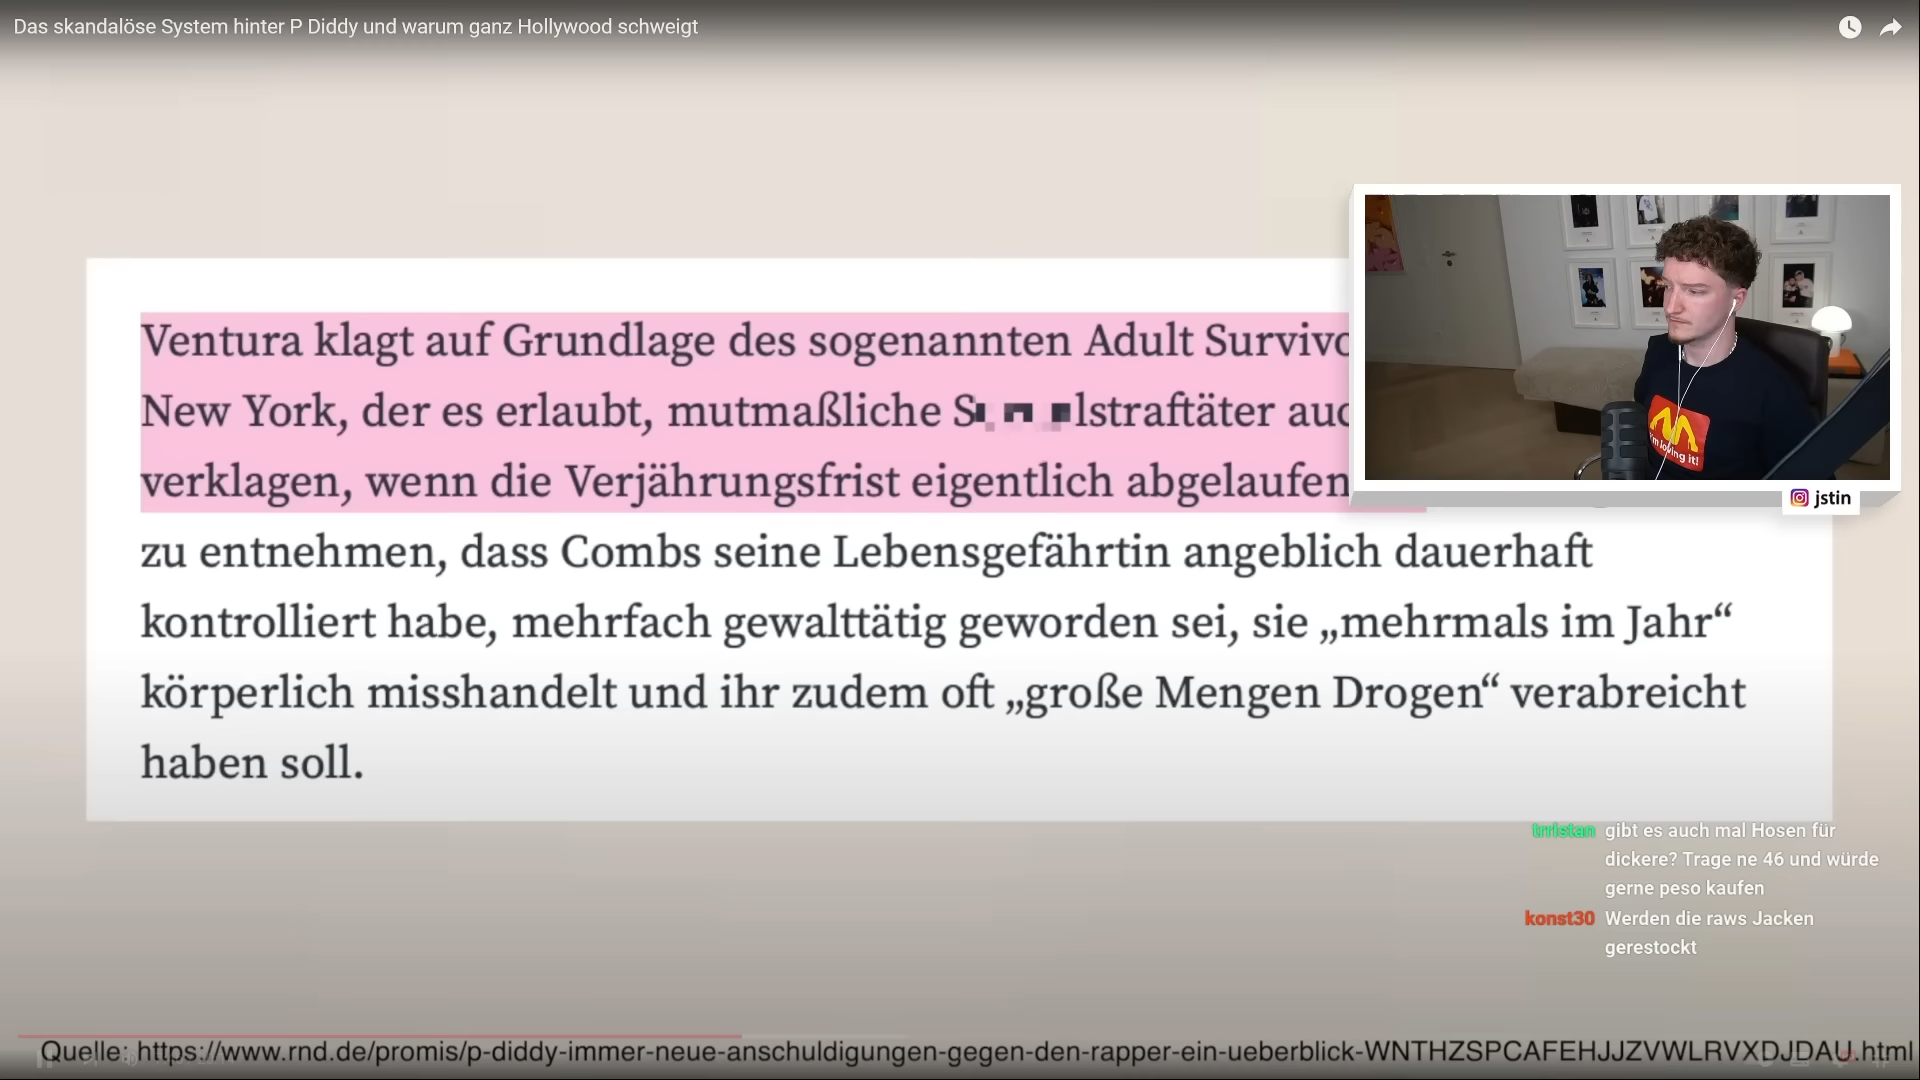 Das skandalöse System hinter P Diddy und warum ganz Hollywood schweigt
Ventura klagt auf Grundlage des sogenannten Adult
New York, der es erlaubt, mutmaßliche
verklagen, wenn die Verjährungsfrist eigentlich abgelaufen
zu entnehmen, dass Combs seine Lebensgefährtin angeblich dauerhaft
kontrolliert habe, mehrfach gewalttätig geworden sei, sie „mehrmals im Jahr“
körperlich misshandelt und ihr zudem oft „große Mengen Drogen“ verabreicht
haben soll.
i'm loving it!
jstin
trristan gibt es auch mal Hosen für
dickere? Trage ne 46 und würde
gerne peso kaufen
konst30 Werden die raws Jacken
gerestockt
Quelle: https://www.rnd.de/promis/p-diddy-immer-neue-anschuldigungen-gegen-den-rapper-ein-ueberblick-WNTHZSPCAFEHJJZVWLRVXDJDAU.html